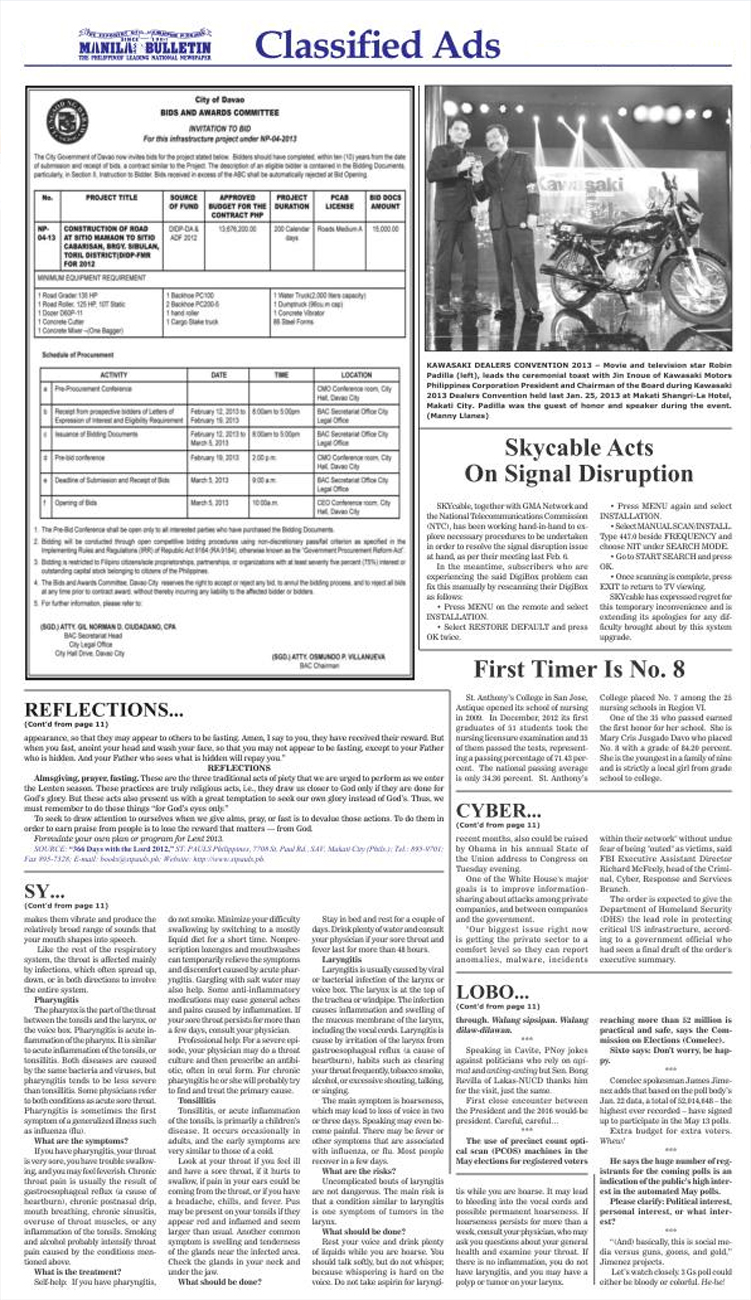 THE EXPONENT OF PHILIPPINE PROGRESS
SINCE 1900
MANILA BULLETIN
THE PHILIPPINES' LEADING NATIONAL NEWSPAPER
Classified Ads
City of Davao
BIDS AND AWARDS COMMITTEE
INVITATION TO BID
For this infrastructure project under NP-04-2013
The City Government of Davao now invites bids for the project stated below. Bidders should have completed, within ten (10) years from the date
of submission and receipt of bids, a contract similar to the Project. The description of an eligible bidder is contained in the Bidding Documents,
particularly, in Section II, Instruction to Bidder. Bids received in excess of the ABC shall be automatically rejected at Bid Opening.
No. PROJECT TITLE SOURCE OF FUND APPROVED BUDGET FOR THE CONTRACT PHP PROJECT DURATION PCAB LICENSE BID DOCS AMOUNT
NP-04-13 CONSTRUCTION OF ROAD AT SITIO MAMAON TO SITIO CABARISAN, BRGY. SIBULAN, TORIL DISTRICT|DIDP-FMR FOR 2012 DIDP-DA & ADF 2012 13,676,200.00 200 Calendar days Roads Medium A 15,000.00
MINIMUM EQUIPMENT REQUIREMENT
1 Road Grader 135 HP
1 Road Roller, 125 HP, 10T Static
1 Dozer D60P-11
1 Concrete Cutter
1 Concrete Mixer –(One Bagger)
1 Backhoe PC100
2 Backhoe PC200-5
1 hand roller
1 Cargo Stake truck
1 Water Truck(2,000 liters capacity)
1 Dumptruck (96cu.m cap)
1 Concrete Vibrator
86 Steel Forms
Schedule of Procurement
ACTIVITY DATE TIME LOCATION
a Pre-Procurement Conference CMO Conference room, City Hall, Davao City
b Receipt from prospective bidders of Letters of Expression of Interest and Eligibility Requirement February 12, 2013 to February 19, 2013 8:00am to 5:00pm BAC Secretariat Office City Legal Office
c Issuance of Bidding Documents February 12, 2013 to March 5, 2013 8:00am to 5:00pm BAC Secretariat Office City Legal Office
d Pre-bid conference February 19, 2013 2:00 p.m. CMO Conference room, City Hall, Davao City
e Deadline of Submission and Receipt of Bids March 5, 2013 9:00 a.m. BAC Secretariat Office City Legal Office
f Opening of Bids March 5, 2013 10:00a.m. CEO Conference room, City Hall, Davao City
1. The Pre-Bid Conference shall be open only to all interested parties who have purchased the Bidding Documents.
2. Bidding will be conducted through open competitive bidding procedures using non-discretionary pass/fail criterion as specified in the
Implementing Rules and Regulations (IRR) of Republic Act 9184 (RA 9184), otherwise known as the "Government Procurement Reform Act".
3. Bidding is restricted to Filipino citizens/sole proprietorships, partnerships, or organizations with at least seventy five percent (75%) interest or
outstanding capital stock belonging to citizens of the Philippines.
4. The Bids and Awards Committee, Davao City reserves the right to accept or reject any bid, to annul the bidding process, and to reject all bids
at any time prior to contract award, without thereby incurring any liability to the affected bidder or bidders.
5. For further information, please refer to:
(SGD.) ATTY. GIL NORMAN D. CIUDADANO, CPA
BAC Secretariat Head
City Legal Office
City Hall Drive, Davao City
(SGD.) ATTY. OSMUNDO P. VILLANUEVA
BAC Chairman
Kawasaki
KAWASAKI DEALERS CONVENTION 2013 – Movie and television star Robin
Padilla (left), leads the ceremonial toast with Jin Inoue of Kawasaki Motors
Philippines Corporation President and Chairman of the Board during Kawasaki
2013 Dealers Convention held last Jan. 25, 2013 at Makati Shangri-La Hotel,
Makati City. Padilla was the guest of honor and speaker during the event.
(Manny Llanes)
Skycable Acts
On Signal Disruption
SKYcable, together with GMA Network and
the National Telecommunications Commission
(NTC), has been working hand-in-hand to ex-
plore necessary procedures to be undertaken
in order to resolve the signal disruption issue
at hand, as per their meeting last Feb. 6.
In the meantime, subscribers who are
experiencing the said DigiBox problem can
fix this manually by rescanning their DigiBox
as follows:
• Press MENU on the remote and select
INSTALLATION.
• Select RESTORE DEFAULT and press
OK twice.
• Press MENU again and select
INSTALLATION.
• Select MANUAL SCAN/INSTALL.
Type 447.0 beside FREQUENCY and
choose NIT under SEARCH MODE.
• Go to START SEARCH and press
OK.
• Once scanning is complete, press
EXIT to return to TV viewing.
SKYcable has expressed regret for
this temporary inconvenience and is
extending its apologies for any dif-
ficulty brought about by this system
upgrade.
First Timer Is No. 8
St. Anthony's College in San Jose,
Antique opened its school of nursing
in 2009. In December, 2012 its first
graduates of 51 students took the
nursing licensure examination and 35
of them passed the tests, represent-
ing a passing percentage of 71.43 per-
cent. The national passing average
is only 34.36 percent. St. Anthony's
College placed No. 7 among the 25
nursing schools in Region VI.
One of the 35 who passed earned
the first honor for her school. She is
Mary Cris Jusgado Davo who placed
No. 8 with a grade of 84.20 percent.
She is the youngest in a family of nine
and is strictly a local girl from grade
school to college.
REFLECTIONS...
(Cont'd from page 11)
appearance, so that they may appear to others to be fasting. Amen, I say to you, they have received their reward. But
when you fast, anoint your head and wash your face, so that you may not appear to be fasting, except to your Father
who is hidden. And your Father who sees what is hidden will repay you."
REFLECTIONS
Almsgiving, prayer, fasting. These are the three traditional acts of piety that we are urged to perform as we enter
the Lenten season. These practices are truly religious acts, i.e., they draw us closer to God only if they are done for
God's glory. But these acts also present us with a great temptation to seek our own glory instead of God's. Thus, we
must remember to do these things "for God's eyes only."
To seek to draw attention to ourselves when we give alms, pray, or fast is to devalue those actions. To do them in
order to earn praise from people is to lose the reward that matters — from God.
Formulate your own plan or program for Lent 2013.
SOURCE: "366 Days with the Lord 2012," ST. PAULS Philippines, 7708 St. Paul Rd., SAV, Makati City (Phils.); Tel.: 895-9701;
Fax 895-7328; E-mail: books@stpauls.ph; Website: http://www.stpauls.ph.
SY...
(Cont'd from page 11)
makes them vibrate and produce the
relatively broad range of sounds that
your mouth shapes into speech.
Like the rest of the respiratory
system, the throat is affected mainly
by infections, which often spread up,
down, or in both directions to involve
the entire system.
Pharyngitis
The pharynx is the part of the throat
between the tonsils and the larynx, or
the voice box. Pharyngitis is acute in-
flammation of the pharynx. It is similar
to acute inflammation of the tonsils, or
tonsillitis. Both diseases are caused
by the same bacteria and viruses, but
pharyngitis tends to be less severe
than tonsillitis. Some physicians refer
to both conditions as acute sore throat.
Pharyngitis is sometimes the first
symptom of a generalized illness such
as influenza (flu).
What are the symptoms?
If you have pharyngitis, your throat
is very sore, you have trouble swallow-
ing, and you may feel feverish. Chronic
throat pain is usually the result of
gastroesophageal reflux (a cause of
heartburn), chronic postnasal drip,
mouth breathing, chronic sinusitis,
overuse of throat muscles, or any
inflammation of the tonsils. Smoking
and alcohol probably intensify throat
pain caused by the conditions men-
tioned above.
What is the treatment?
Self-help: If you have pharyngitis,
do not smoke. Minimize your difficulty
swallowing by switching to a mostly
liquid diet for a short time. Nonpre-
scription lozenges and mouthwashes
can temporarily relieve the symptoms
and discomfort caused by acute phar-
yngitis. Gargling with salt water may
also help. Some anti-inflammatory
medications may ease general aches
and pains caused by inflammation. If
your sore throat persists for more than
a few days, consult your physician.
Professional help: For a severe epi-
sode, your physician may do a throat
culture and then prescribe an antibi-
otic, often in oral form. For chronic
pharyngitis he or she will probably try
to find and treat the primary cause.
Tonsillitis
Tonsillitis, or acute inflammation
of the tonsils, is primarily a children's
disease. It occurs occasionally in
adults, and the early symptoms are
very similar to those of a cold.
Look at your throat if you feel ill
and have a sore throat, if it hurts to
swallow, if pain in your ears could be
coming from the throat, or if you have
a headache, chills, and fever. Pus
may be present on your tonsils if they
appear red and inflamed and seem
larger than usual. Another common
symptom is swelling and tenderness
of the glands near the infected area.
Check the glands in your neck and
under the jaw.
What should be done?
Stay in bed and rest for a couple of
days. Drink plenty of water and consult
your physician if your sore throat and
fever last for more than 48 hours.
Laryngitis
Laryngitis is usually caused by viral
or bacterial infection of the larynx or
voice box. The larynx is at the top of
the trachea or windpipe. The infection
causes inflammation and swelling of
the mucous membrane of the larynx,
including the vocal cords. Laryngitis is
cause by irritation of the larynx from
gastroesophageal reflux (a cause of
heartburn), habits such as clearing
your throat frequently, tobacco smoke,
alcohol, or excessive shouting, talking,
or singing.
The main symptom is hoarseness,
which may lead to loss of voice in two
or three days. Speaking may even be-
come painful. There may be fever or
other symptoms that are associated
with influenza, or flu. Most people
recover in a few days.
What are the risks?
Uncomplicated bouts of laryngitis
are not dangerous. The main risk is
that a condition similar to laryngitis
is one symptom of tumors in the
larynx.
What should be done?
Rest your voice and drink plenty
of liquids while you are hoarse. You
should talk softly, but do not whisper,
because whispering is hard on the
voice. Do not take aspirin for laryngi-
tis while you are hoarse. It may lead
to bleeding into the vocal cords and
possible permanent hoarseness. If
hoarseness persists for more than a
week, consult your physician, who may
ask you questions about your general
health and examine your throat. If
there is no inflammation, you do not
have laryngitis, and you may have a
polyp or tumor on your larynx.
CYBER...
(Cont'd from page 11)
recent months, also could be raised
by Obama in his annual State of
the Union address to Congress on
Tuesday evening.
One of the White House's major
goals is to improve information-
sharing about attacks among private
companies, and between companies
and the government.
"Our biggest issue right now
is getting the private sector to a
comfort level so they can report
anomalies, malware, incidents
within their network" without undue
fear of being "outed" as victims, said
FBI Executive Assistant Director
Richard McFeely, head of the Crimi-
nal, Cyber, Response and Services
Branch.
The order is expected to give the
Department of Homeland Security
(DHS) the lead role in protecting
critical US infrastructure, accord-
ing to a government official who
had seen a final draft of the order's
executive summary.
LOBO...
(Cont'd from page 11)
through. Walang sipsipan. Walang
dilaw-dilawan.
***
Speaking in Cavite, PNoy jokes
against politicians who rely on agi-
mat and anting-anting but Sen. Bong
Revilla of Lakas-NUCD thanks him
for the visit, just the same.
First close encounter between
the President and the 2016 would-be
president. Careful, careful…
***
The use of precinct count opti-
cal scan (PCOS) machines in the
May elections for registered voters
reaching more than 52 million is
practical and safe, says the Com-
mission on Elections (Comelec).
Sixto says: Don't worry, be hap-
py.
***
Comelec spokesman James Jime-
nez adds that based on the poll body's
Jan. 22 data, a total of 52,014,648 – the
highest ever recorded – have signed
up to participate in the May 13 polls.
Extra budget for extra voters.
Whew!
***
He says the huge number of reg-
istrants for the coming polls is an
indication of the public's high inter-
est in the automated May polls.
Please clarify: Political interest,
personal interest, or what inter-
est?
***
"(And) basically, this is social me-
dia versus guns, goons, and gold,"
Jimenez projects.
Let's watch closely. 3 Gs poll could
either be bloody or colorful. He-he!